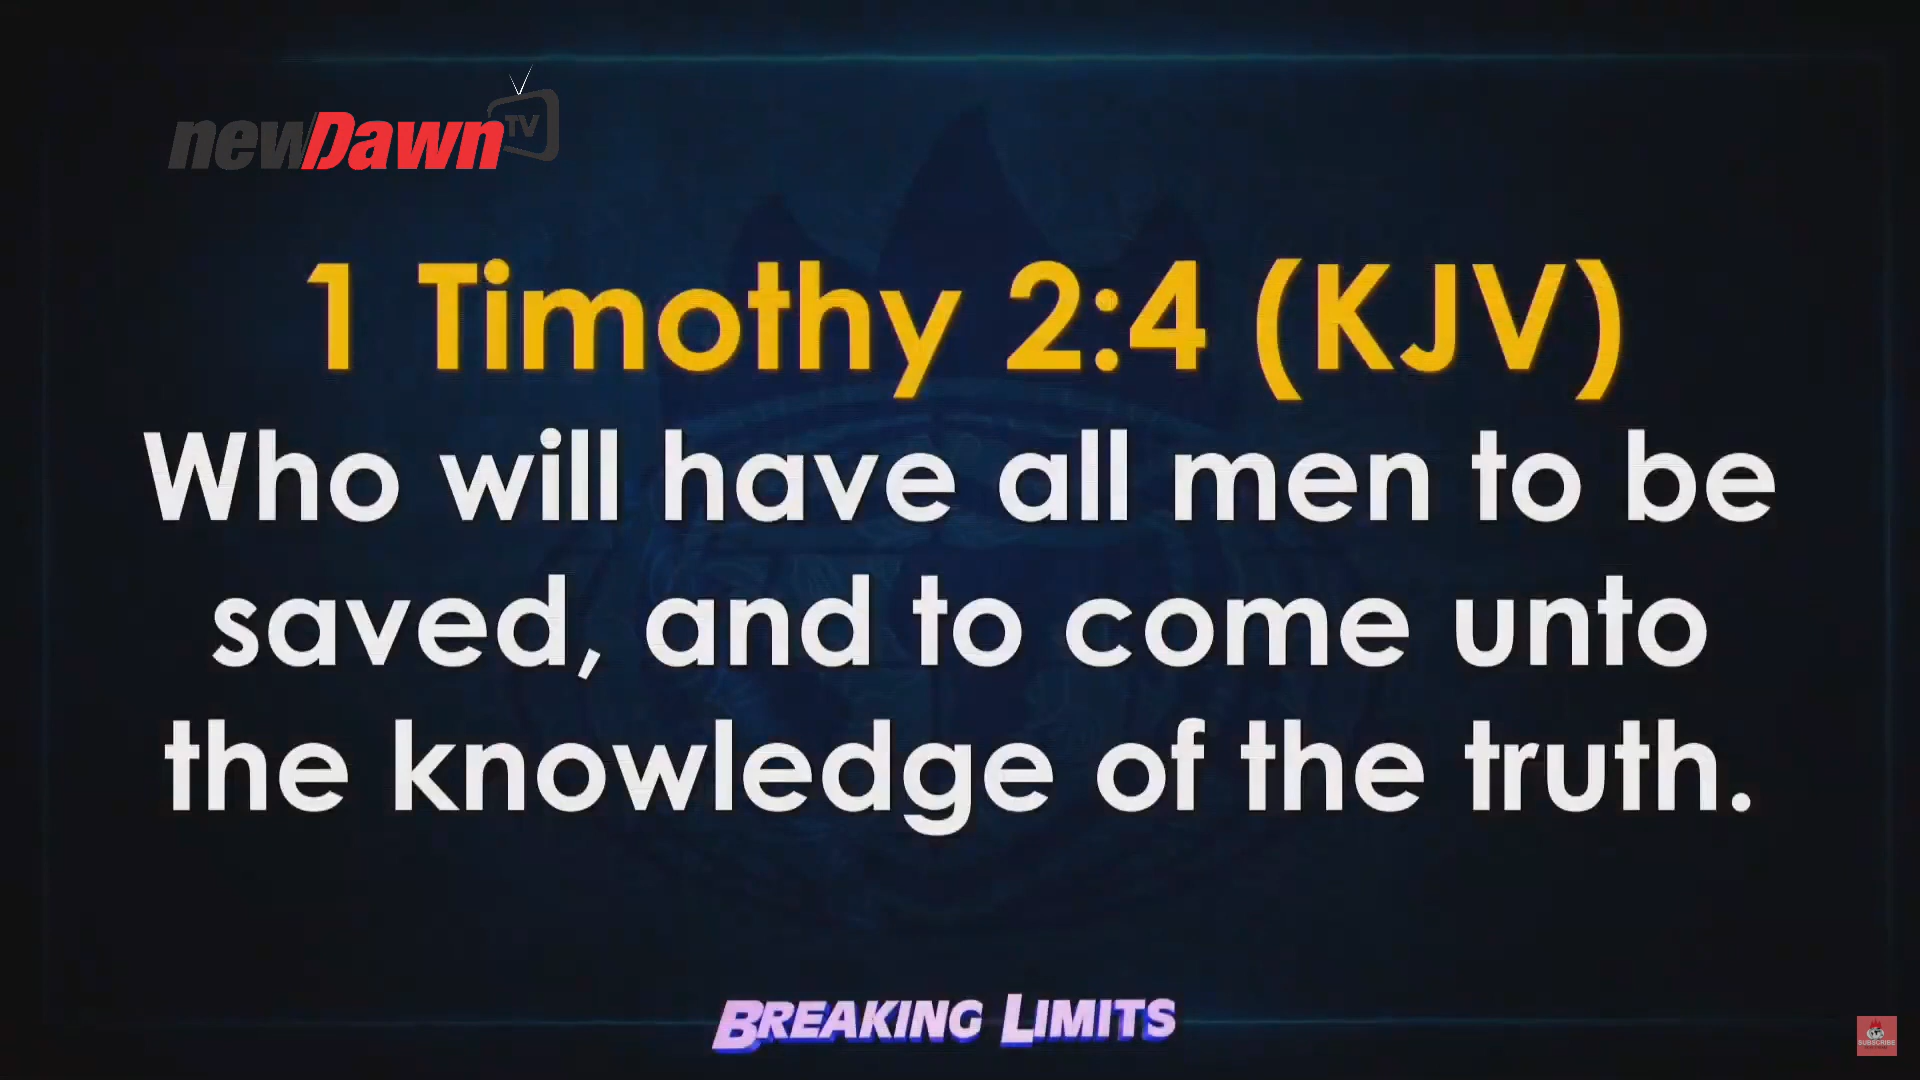 newDawn TV
1 Timothy 2:4 (KJV)
Who will have all men to be
saved, and to come unto
the knowledge of the truth.
BREAKING LIMITS
SUBSCRIBE